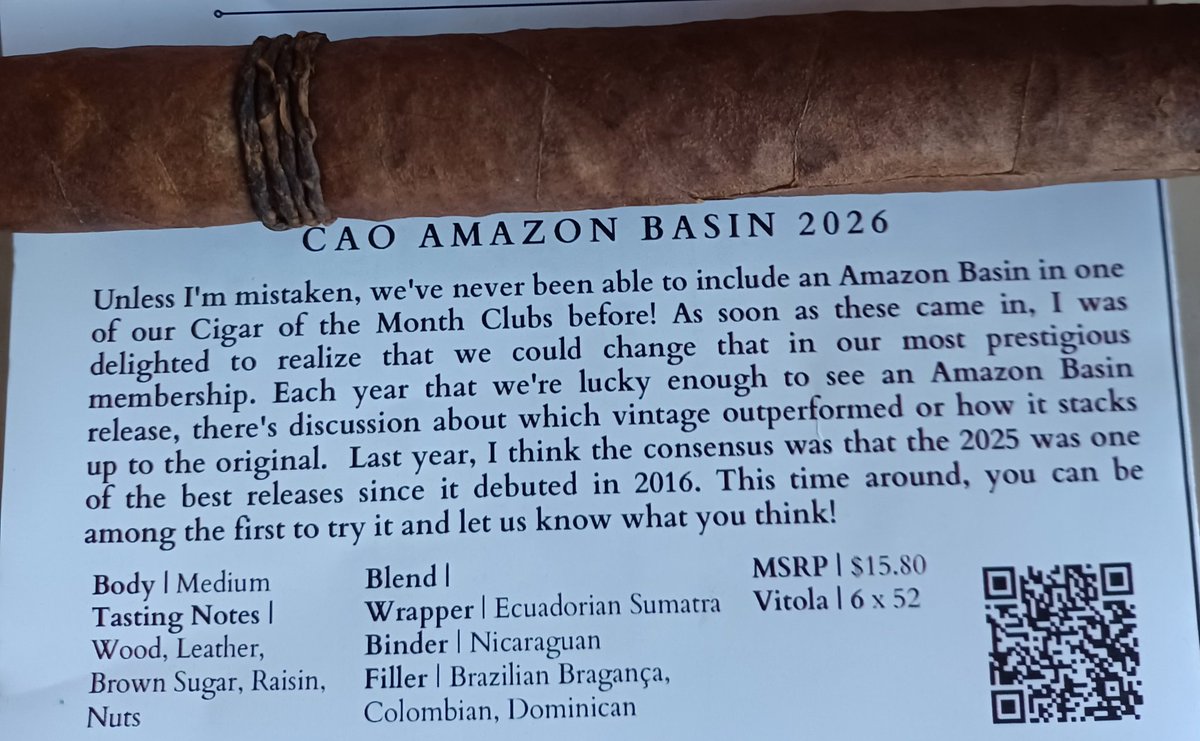 CAO AMAZON BASIN 2026
Unless I'm mistaken, we've never been able to include an Amazon Basin in one
of our Cigar of the Month Clubs before! As soon as these came in, I was
delighted to realize that we could change that in our most prestigious
membership. Each year that we're lucky enough to see an Amazon Basin
release, there's discussion about which vintage outperformed or how it stacks
up to the original. Last year, I think the consensus was that the 2025 was one
of the best releases since it debuted in 2016. This time around, you can be
among the first to try it and let us know what you think!
Body | Medium
Tasting Notes |
Wood, Leather,
Brown Sugar, Raisin,
Nuts
Blend |
Wrapper | Ecuadorian Sumatra
Binder | Nicaraguan
Filler | Brazilian Bragança,
Colombian, Dominican
MSRP | $15.80
Vitola | 6 x 52